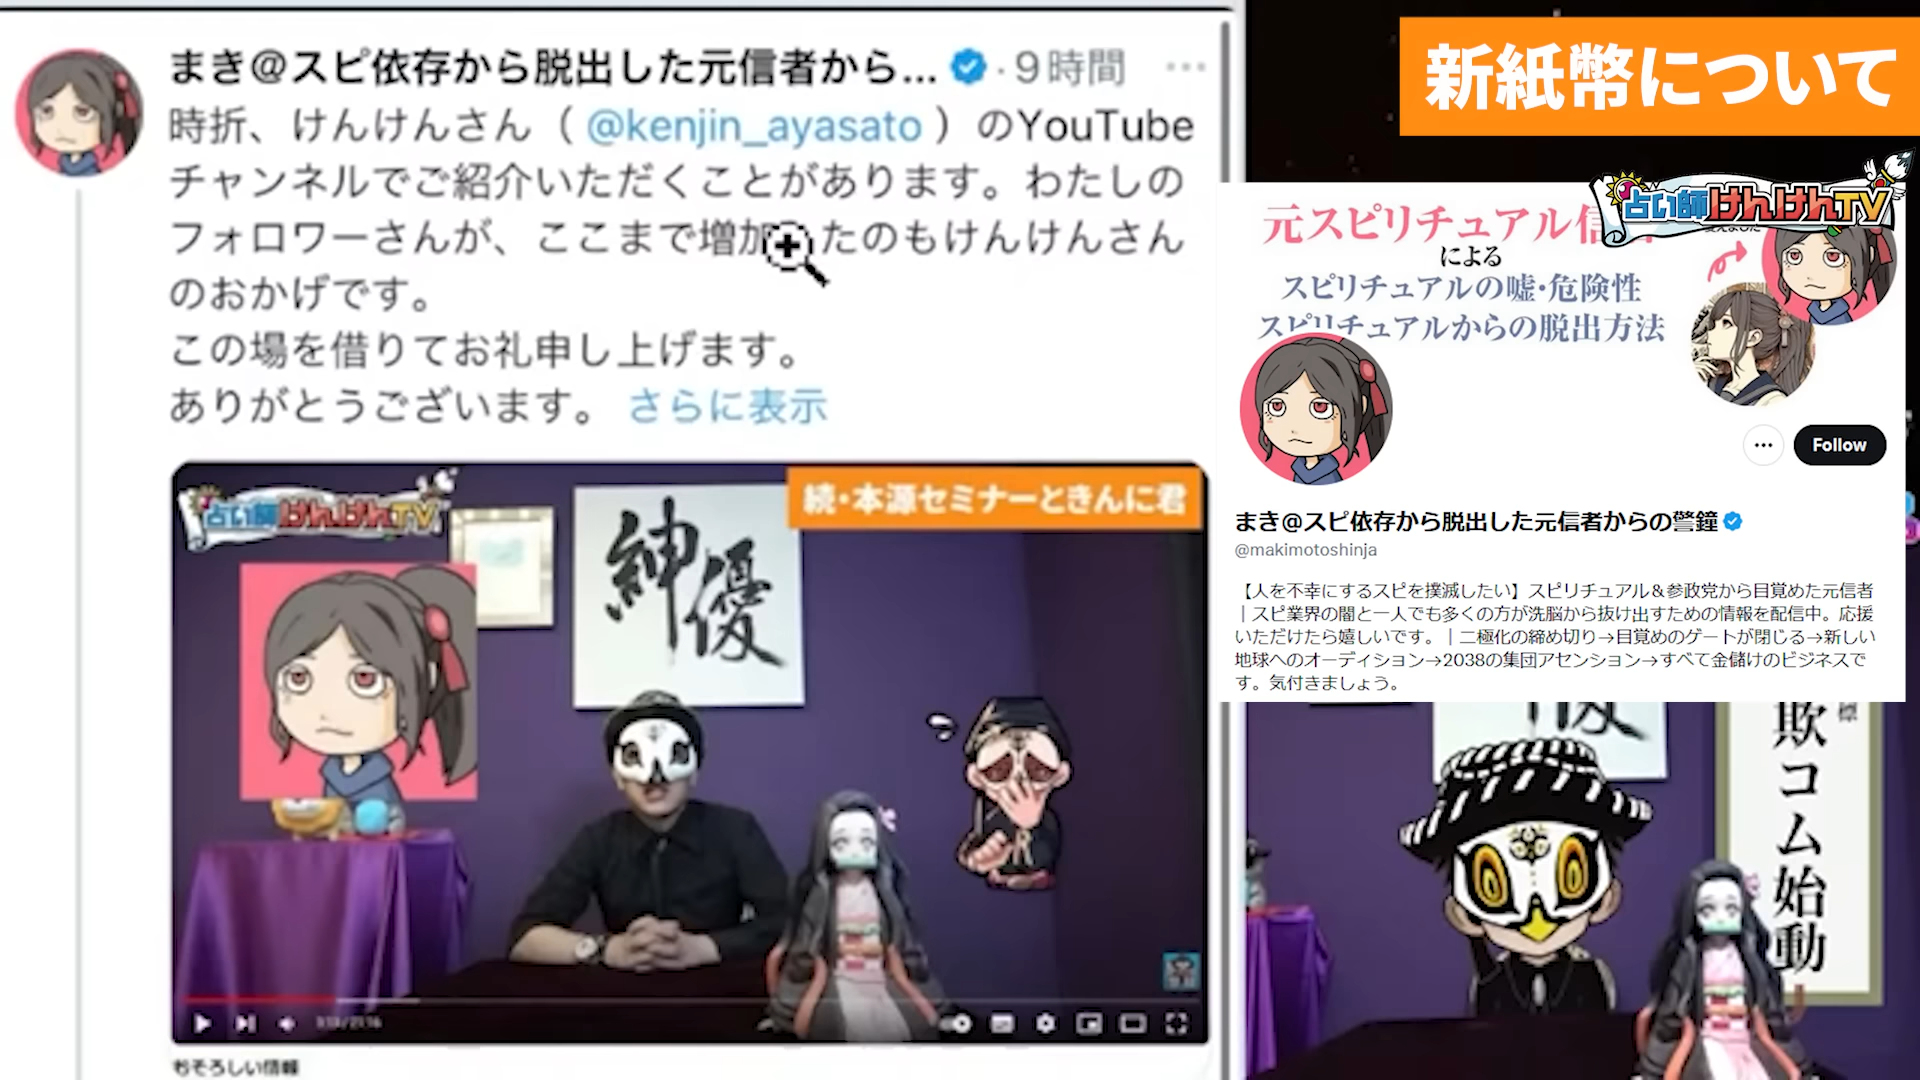 まき@スピ依存から脱出した元信者から... ・9時間
時折、けんけんさん（ @kenjin_ayasato ）のYouTube
チャンネルでご紹介いただくことがあります。わたしの
フォロワーさんが、ここまで増加たのもけんけんさん
のおかげです。
この場を借りてお礼申し上げます。
ありがとうございます。 さらに表示
占い師けんけんTV
続・本源セミナーときんに君
紳優
おそろしい情報
新紙幣について
占い師けんけんTV
元スピリチュアル信
による
スピリチュアルの嘘・危険性
スピリチュアルからの脱出方法
Follow
まき@スピ依存から脱出した元信者からの警鐘
@makimotoshinja
【人を不幸にするスピを撲滅したい】スピリチュアル＆参政党から目覚めた元信者
｜スピ業界の闇と一人でも多くの方が洗脳から抜け出すための情報を配信中。応援
いただけたら嬉しいです。｜二極化の締め切り→目覚めのゲートが閉じる→新しい
地球へのオーディション→2038の集団アセンション→すべて金儲けのビジネスで
す。気付きましょう。
欺コム始動